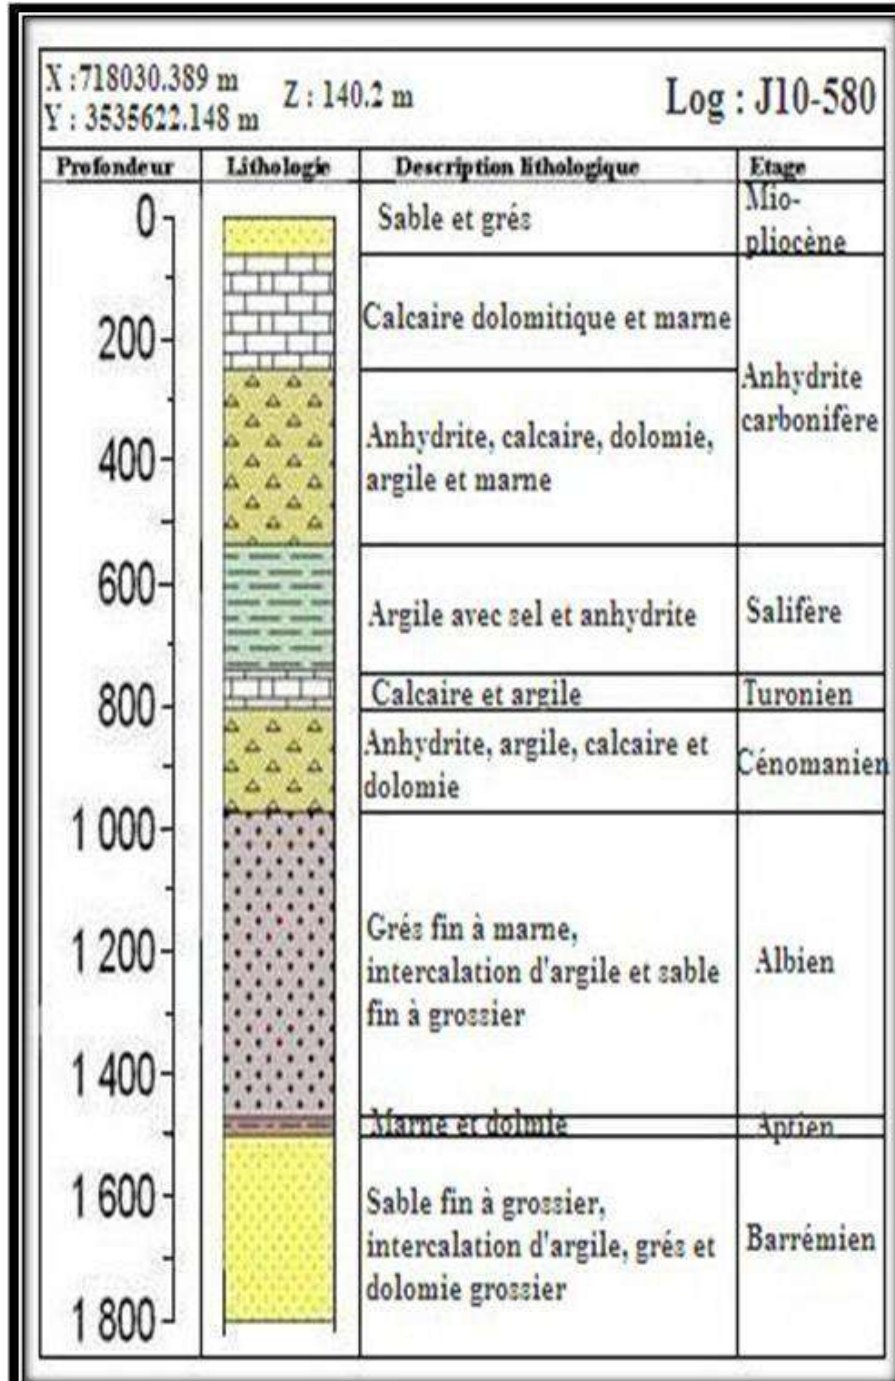 X :718030.389 m
Y : 3535622.148 m
Z : 140.2 m
Log : J10-580
Profondeur
Lithologie
Description lithologique
Etage
0
200
400
600
800
1 000
1 200
1 400
1 600
1 800
Sable et grés
Mio-
pliocène
Calcaire dolomitique et marne
Anhydrite
carbonifère
Anhydrite, calcaire, dolomie,
argile et marne
Argile avec sel et anhydrite
Salifère
Calcaire et argile
Turonien
Anhydrite, argile, calcaire et
dolomie
Cénomanien
Grés fin à marne,
intercalation d'argile et sable
fin à grossier
Albien
Marne et dolmie
Aptien
Sable fin à grossier,
intercalation d'argile, grés et
dolomie grossier
Barrémien